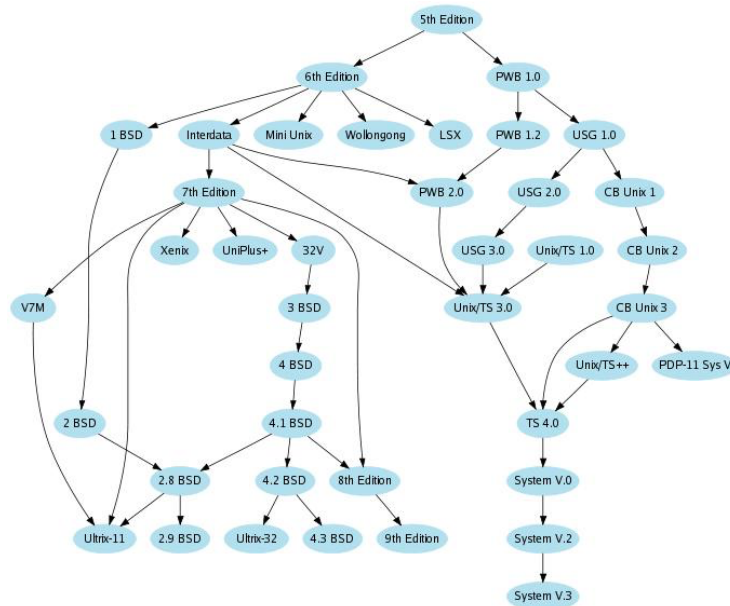 5th Edition
6th Edition
PWB 1.0
1 BSD
Interdata
Mini Unix
Wollongong
LSX
PWB 1.2
USG 1.0
7th Edition
PWB 2.0
USG 2.0
CB Unix 1
Xenix
UniPlus+
32V
USG 3.0
Unix/TS 1.0
CB Unix 2
V7M
3 BSD
Unix/TS 3.0
CB Unix 3
4 BSD
Unix/TS++
PDP-11 Sys V
2 BSD
4.1 BSD
TS 4.0
2.8 BSD
4.2 BSD
8th Edition
System V.0
Ultrix-11
2.9 BSD
Ultrix-32
4.3 BSD
9th Edition
System V.2
System V.3